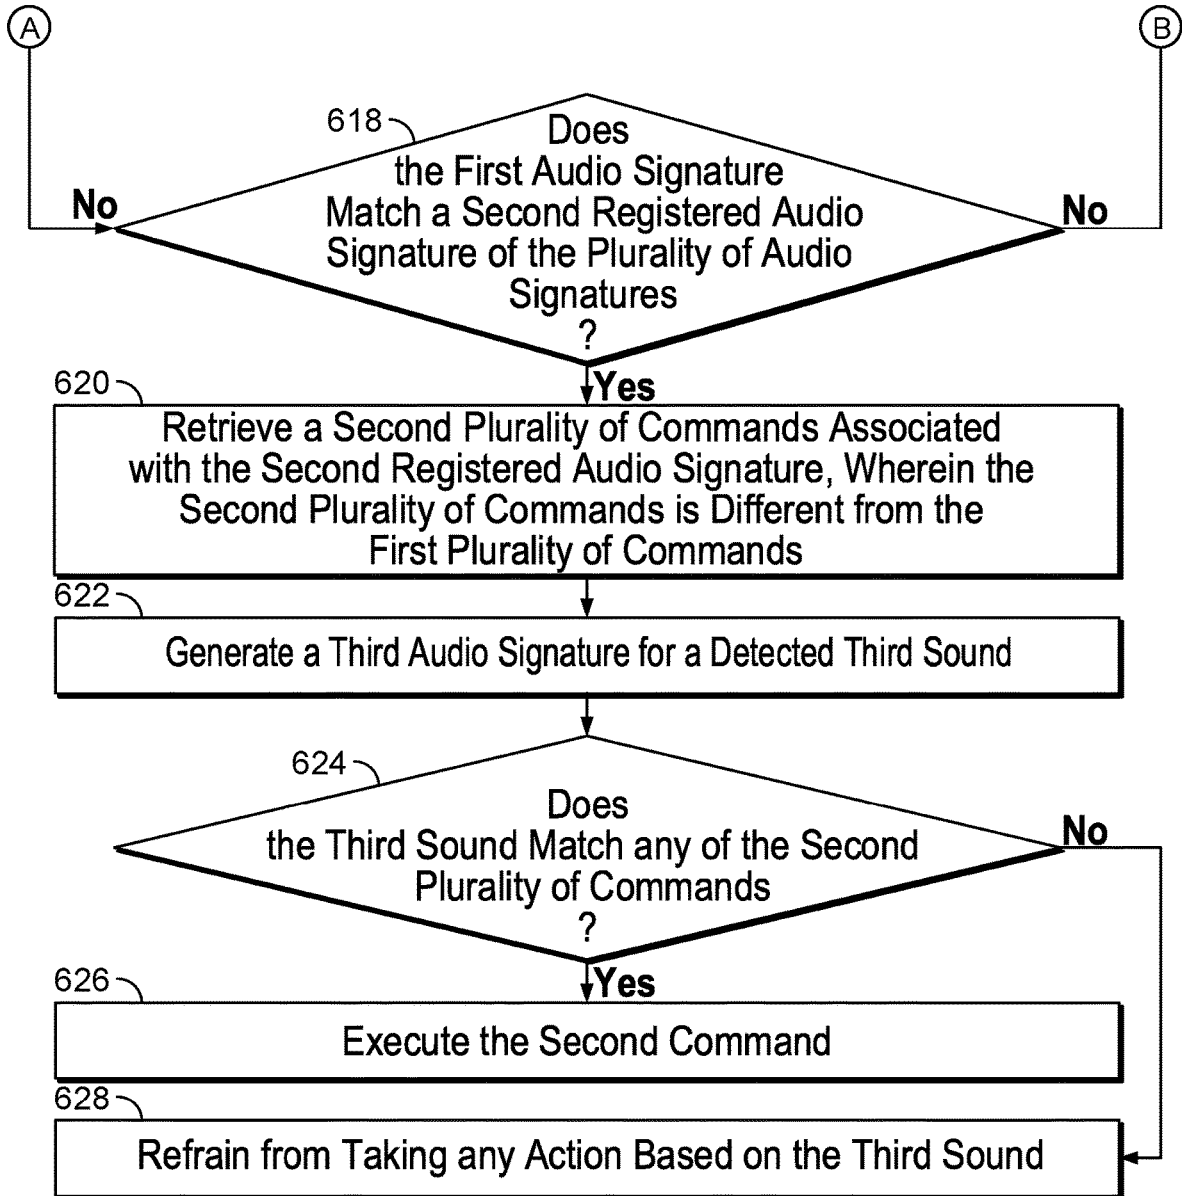 A
B
618
Does
the First Audio Signature
Match a Second Registered Audio
Signature of the Plurality of Audio
Signatures
?
No
No
Yes
620
Retrieve a Second Plurality of Commands Associated
with the Second Registered Audio Signature, Wherein the
Second Plurality of Commands is Different from the
First Plurality of Commands
622
Generate a Third Audio Signature for a Detected Third Sound
624
Does
the Third Sound Match any of the Second
Plurality of Commands
?
No
Yes
626
Execute the Second Command
628
Refrain from Taking any Action Based on the Third Sound